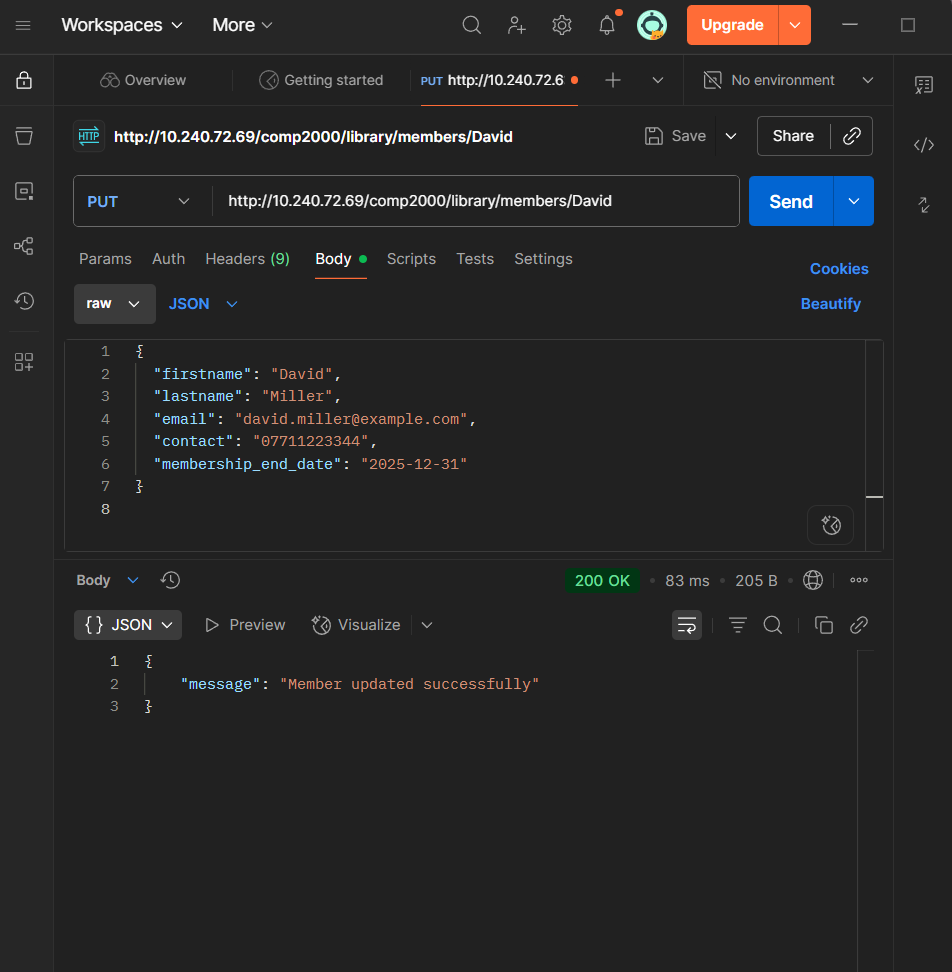 Workspaces More Upgrade
Overview Getting started PUT http://10.240.72.6 No environment
HTTP http://10.240.72.69/comp2000/library/members/David Save Share
PUT http://10.240.72.69/comp2000/library/members/David Send
Params Auth Headers (9) Body Scripts Tests Settings Cookies
raw JSON Beautify
1 {
2 "firstname": "David",
3 "lastname": "Miller",
4 "email": "david.miller@example.com",
5 "contact": "07711223344",
6 "membership_end_date": "2025-12-31"
7 }
8
Body 200 OK • 83 ms • 205 B •
{} JSON Preview Visualize
1 {
2 "message": "Member updated successfully"
3 }